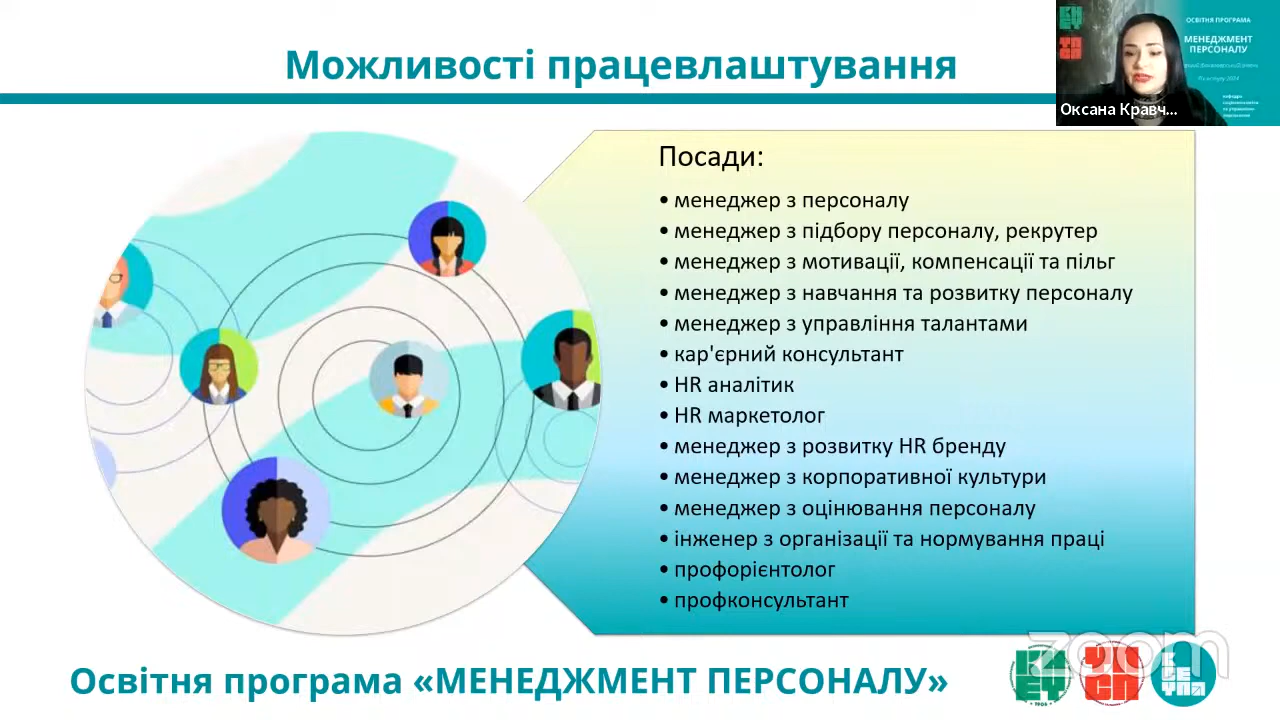 Можливості працевлаштування
ОСВІТНЯ ПРОГРАМА
МЕНЕДЖМЕНТ
ПЕРСОНАЛУ
Оксана Кравч...
Посади:
• менеджер з персоналу
• менеджер з підбору персоналу, рекрутер
• менеджер з мотивації, компенсації та пільг
• менеджер з навчання та розвитку персоналу
• менеджер з управління талантами
• кар'єрний консультант
• HR аналітик
• HR маркетолог
• менеджер з розвитку HR бренду
• менеджер з корпоративної культури
• менеджер з оцінювання персоналу
• інженер з організації та нормування праці
• профорієнтолог
• профконсультант
Освітня програма «МЕНЕДЖМЕНТ ПЕРСОНАЛУ»
zoom